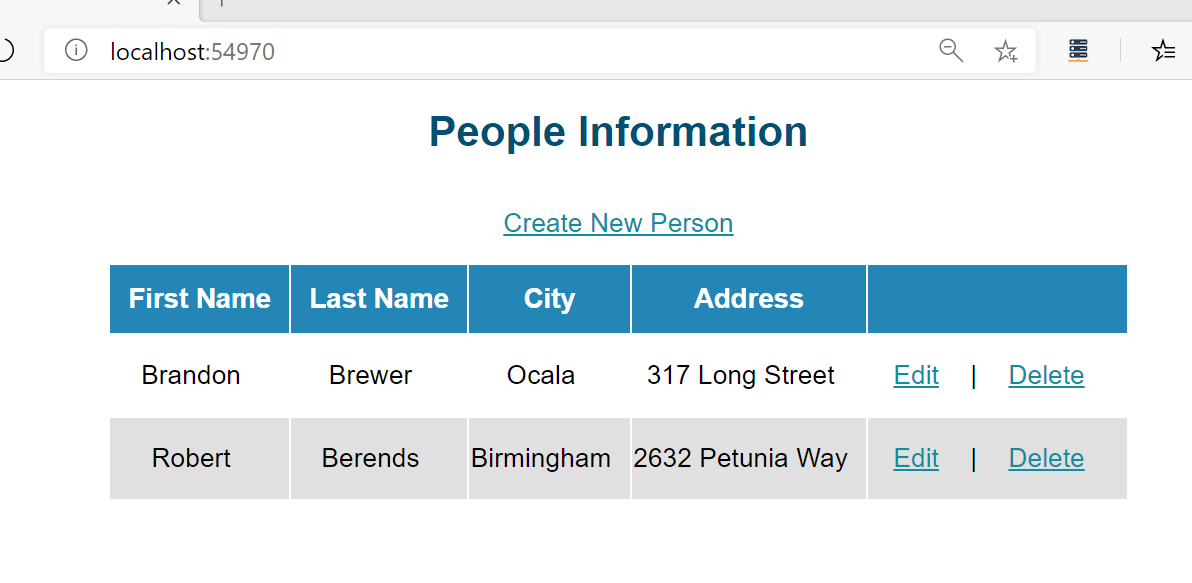 localhost:54970
People Information
Create New Person
First Name Last Name City Address
Brandon Brewer Ocala 317 Long Street Edit | Delete
Robert Berends Birmingham 2632 Petunia Way Edit | Delete